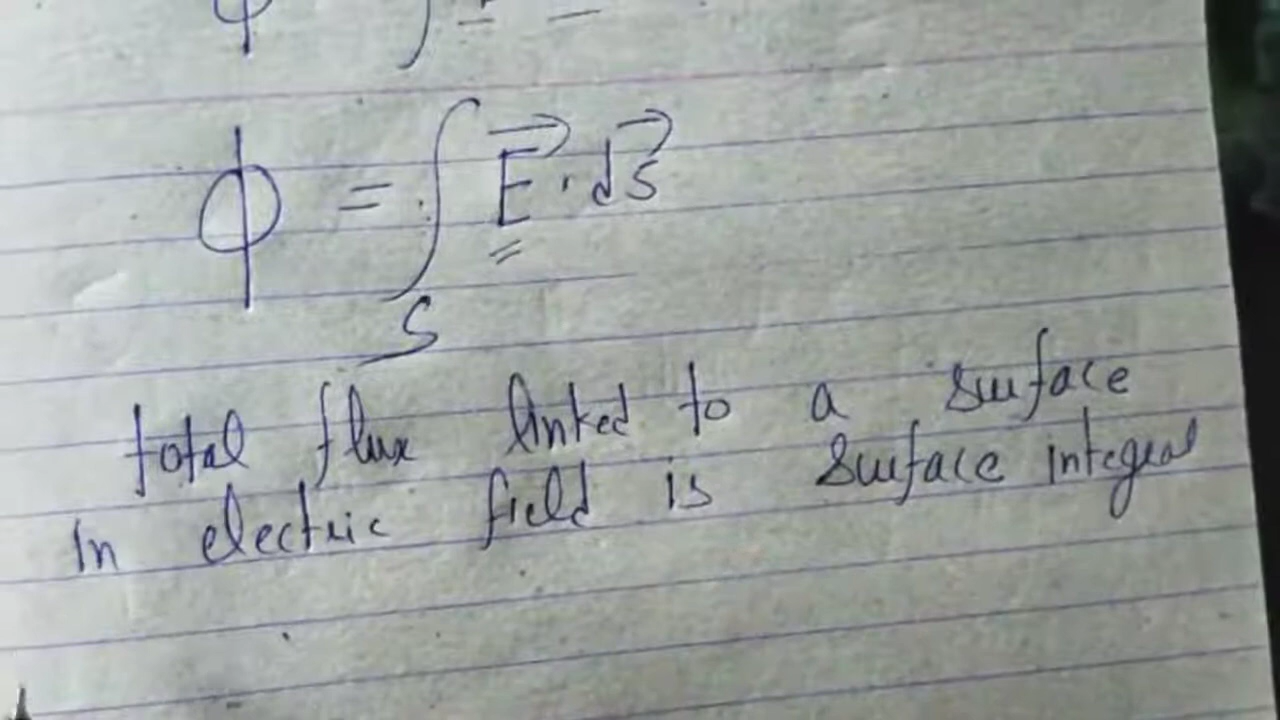 ϕ = ∫ E⃗ · ds⃗
S
total flux linked to a surface
In electric field is surface integral